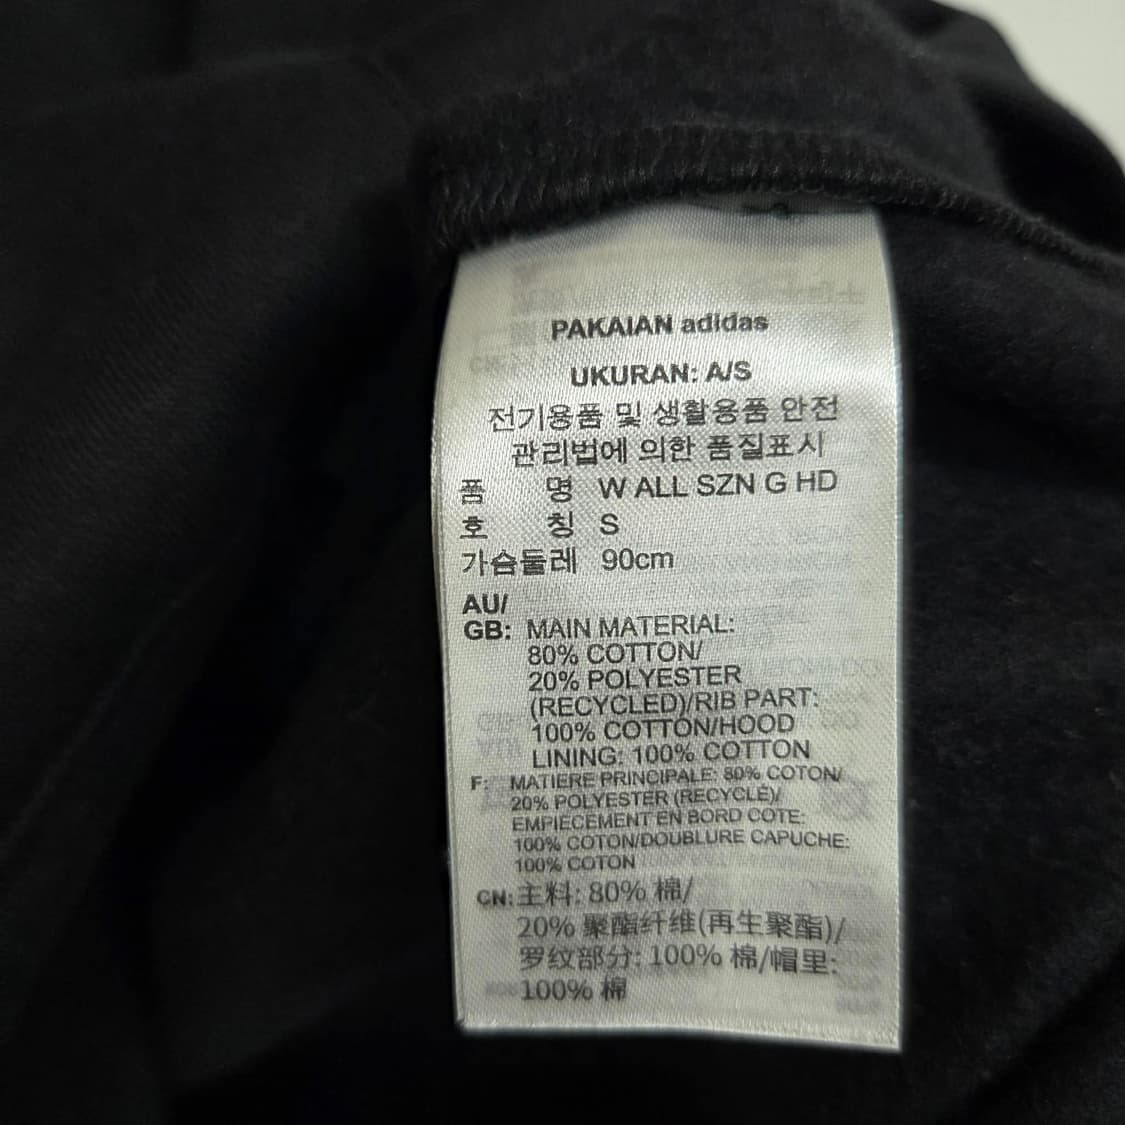 PAKAIAN adidas
UKURAN: A/S
전기용품 및 생활용품 안전
관리법에 의한 품질표시
품 명 W ALL SZN G HD
호 칭 S
가슴둘레 90cm
AU/
GB: MAIN MATERIAL:
80% COTTON/
20% POLYESTER
(RECYCLED)/RIB PART:
100% COTTON/HOOD
LINING: 100% COTTON
F: MATIERE PRINCIPALE: 80% COTON/
20% POLYESTER (RECYCLÉ)/
EMPIECEMENT EN BORD COTE:
100% COTON/DOUBLURE CAPUCHE:
100% COTON
CN: 主料: 80% 棉/
20% 聚酯纤维(再生聚酯)/
罗纹部分: 100% 棉/帽里:
100% 棉